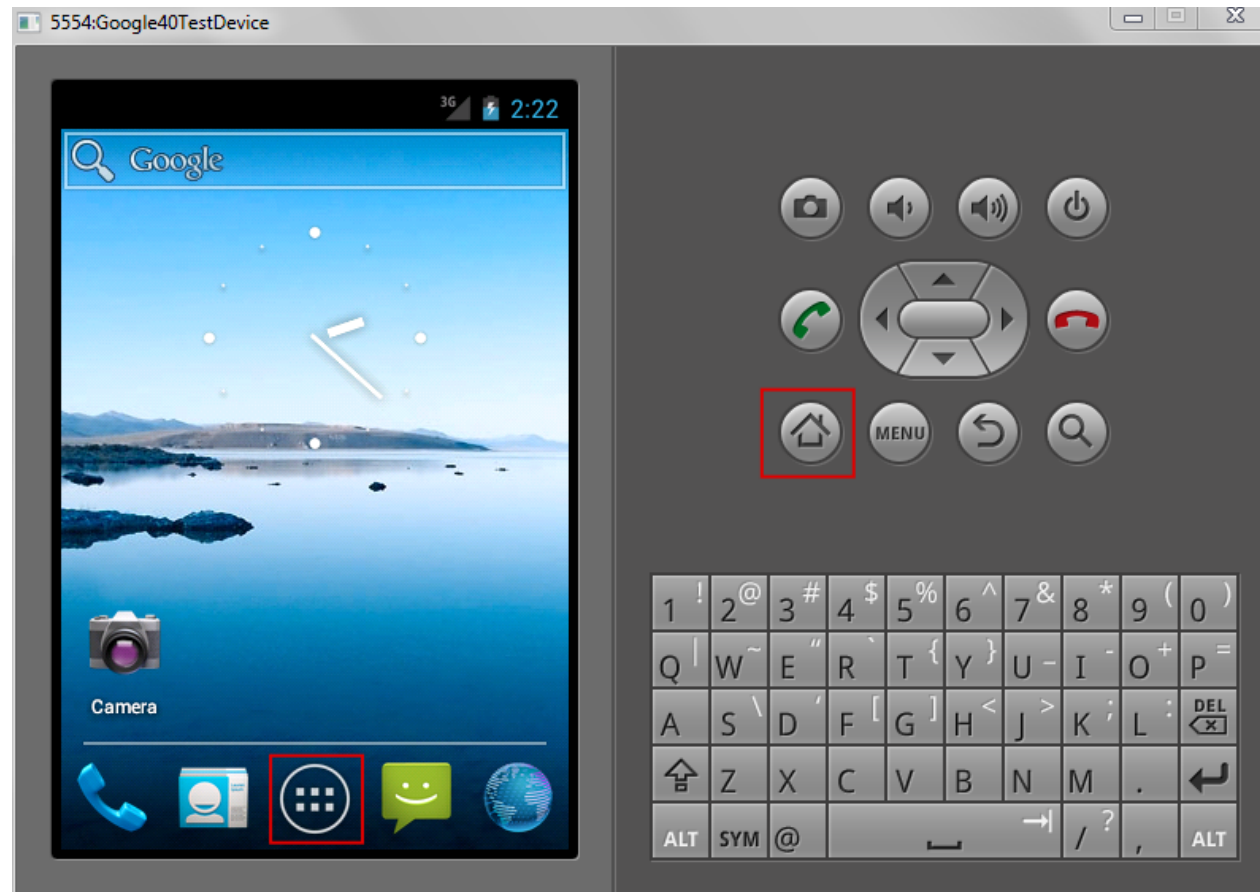 5554:Google40TestDevice
3G 2:22
Google
Camera
MENU
1 ! 2 @ 3 # 4 $ 5 % 6 ^ 7 & 8 * 9 ( 0 )
Q | W ~ E " R ` T { Y } U _ I - O + P =
A S \ D ' F [ G ] H < J > K ; L : DEL
Z X C V B N M .
ALT SYM @ / ? , ALT